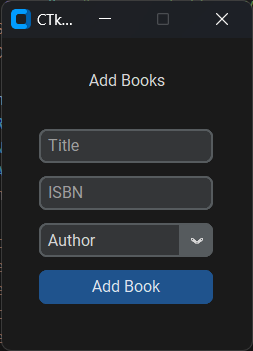 CTk...
Add Books
Title
ISBN
Author
Add Book